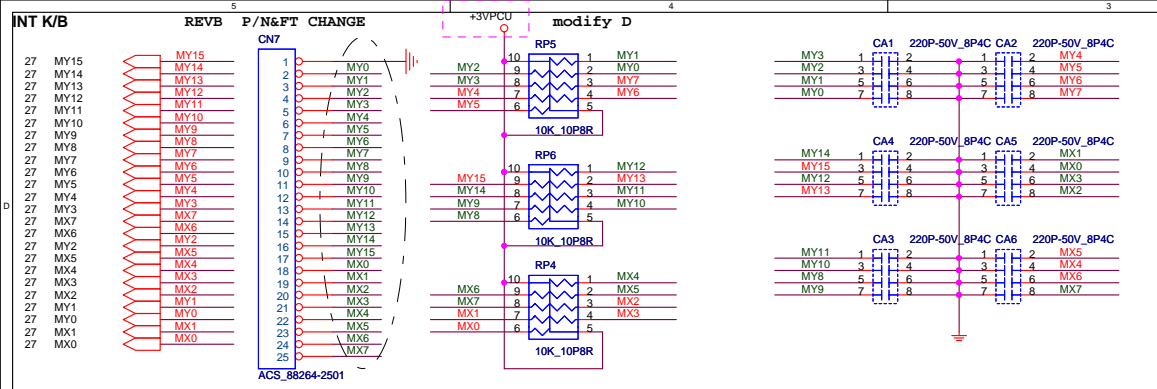 5 4 3
INT K/B REVB P/N&FT CHANGE +3VPCU modify D
D
27 MY15 MY15
27 MY14 MY14
27 MY13 MY13
27 MY12 MY12
27 MY11 MY11
27 MY10 MY10
27 MY9 MY9
27 MY8 MY8
27 MY7 MY7
27 MY6 MY6
27 MY5 MY5
27 MY4 MY4
27 MY3 MY3
27 MX7 MX7
27 MX6 MX6
27 MY2 MY2
27 MX5 MX5
27 MX4 MX4
27 MX3 MX3
27 MX2 MX2
27 MY1 MY1
27 MY0 MY0
27 MX1 MX1
27 MX0 MX0
CN7
1
2 MY0
3 MY1
4 MY2
5 MY3
6 MY4
7 MY5
8 MY6
9 MY7
10 MY8
11 MY9
12 MY10
13 MY11
14 MY12
15 MY13
16 MY14
17 MY15
18 MX0
19 MX1
20 MX2
21 MX3
22 MX4
23 MX5
24 MX6
25 MX7
ACS_88264-2501
RP5
10 1 MY1
MY2 9 2 MY0
MY3 8 3 MY7
MY4 7 4 MY6
MY5 6 5
10K_10P8R
RP6
10 1 MY12
MY15 9 2 MY13
MY14 8 3 MY11
MY9 7 4 MY10
MY8 6 5
10K_10P8R
RP4
10 1 MX4
MX6 9 2 MX5
MX7 8 3 MX2
MX1 7 4 MX3
MX0 6 5
10K_10P8R
CA1 220P-50V_8P4C CA2 220P-50V_8P4C
MY3 1 2 1 2 MY4
MY2 3 4 3 4 MY5
MY1 5 6 5 6 MY6
MY0 7 8 7 8 MY7
CA4 220P-50V_8P4C CA5 220P-50V_8P4C
MY14 1 2 1 2 MX1
MY15 3 4 3 4 MX0
MY12 5 6 5 6 MX3
MY13 7 8 7 8 MX2
CA3 220P-50V_8P4C CA6 220P-50V_8P4C
MY11 1 2 1 2 MX5
MY10 3 4 3 4 MX4
MY8 5 6 5 6 MX6
MY9 7 8 7 8 MX7